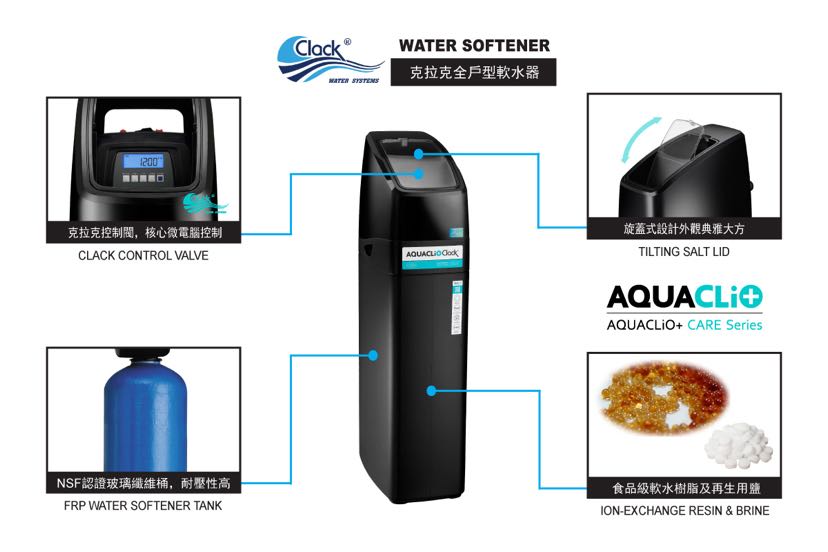 Clack®
WATER SYSTEMS
WATER SOFTENER
克拉克全戶型軟水器
12:00
Clack
克拉克控制閥，核心微電腦控制
CLACK CONTROL VALVE
旋蓋式設計外觀典雅大方
TILTING SALT LID
AQUACLiO Clack
AQUACLiO+
AQUACLiO+ CARE Series
NSF認證玻璃纖維桶，耐壓性高
FRP WATER SOFTENER TANK
食品級軟水樹脂及再生用鹽
ION-EXCHANGE RESIN & BRINE